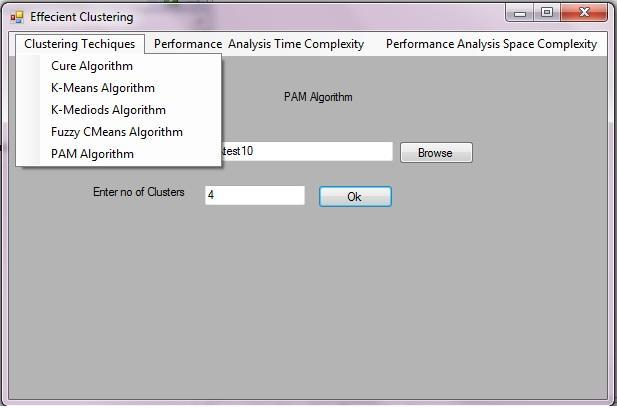 Effecient Clustering
Clustering Techiques Performance Analysis Time Complexity Performance Analysis Space Complexity
Cure Algorithm
K-Means Algorithm
K-Mediods Algorithm
Fuzzy CMeans Algorithm
PAM Algorithm
PAM Algorithm
test10 Browse
Enter no of Clusters 4 Ok